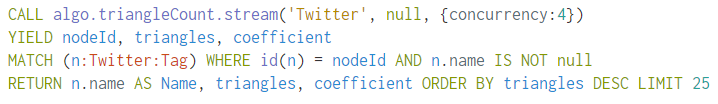 CALL algo.triangleCount.stream('Twitter', null, {concurrency:4})
YIELD nodeId, triangles, coefficient
MATCH (n:Twitter:Tag) WHERE id(n) = nodeId AND n.name IS NOT null
RETURN n.name AS Name, triangles, coefficient ORDER BY triangles DESC LIMIT 25